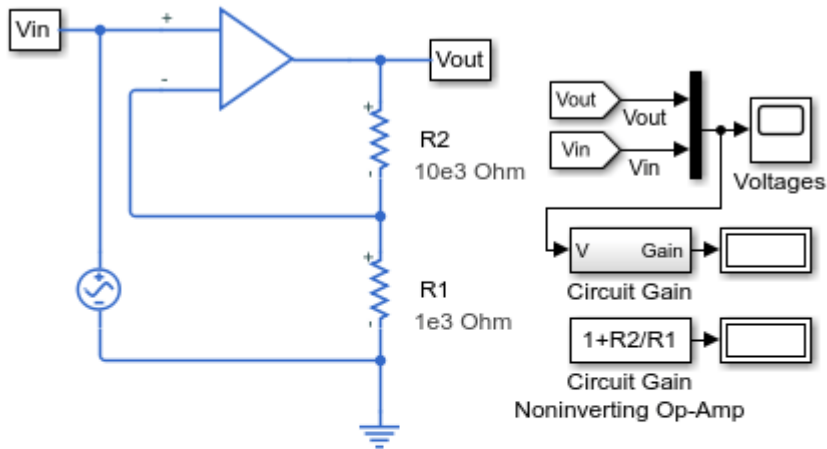 Vin
+
-
Vout
+
R2
10e3 Ohm
-
+
R1
1e3 Ohm
-
+
-
Vout
Vout
Vin
Vin
Voltages
V
Gain
Circuit Gain
1+R2/R1
Circuit Gain
Noninverting Op-Amp